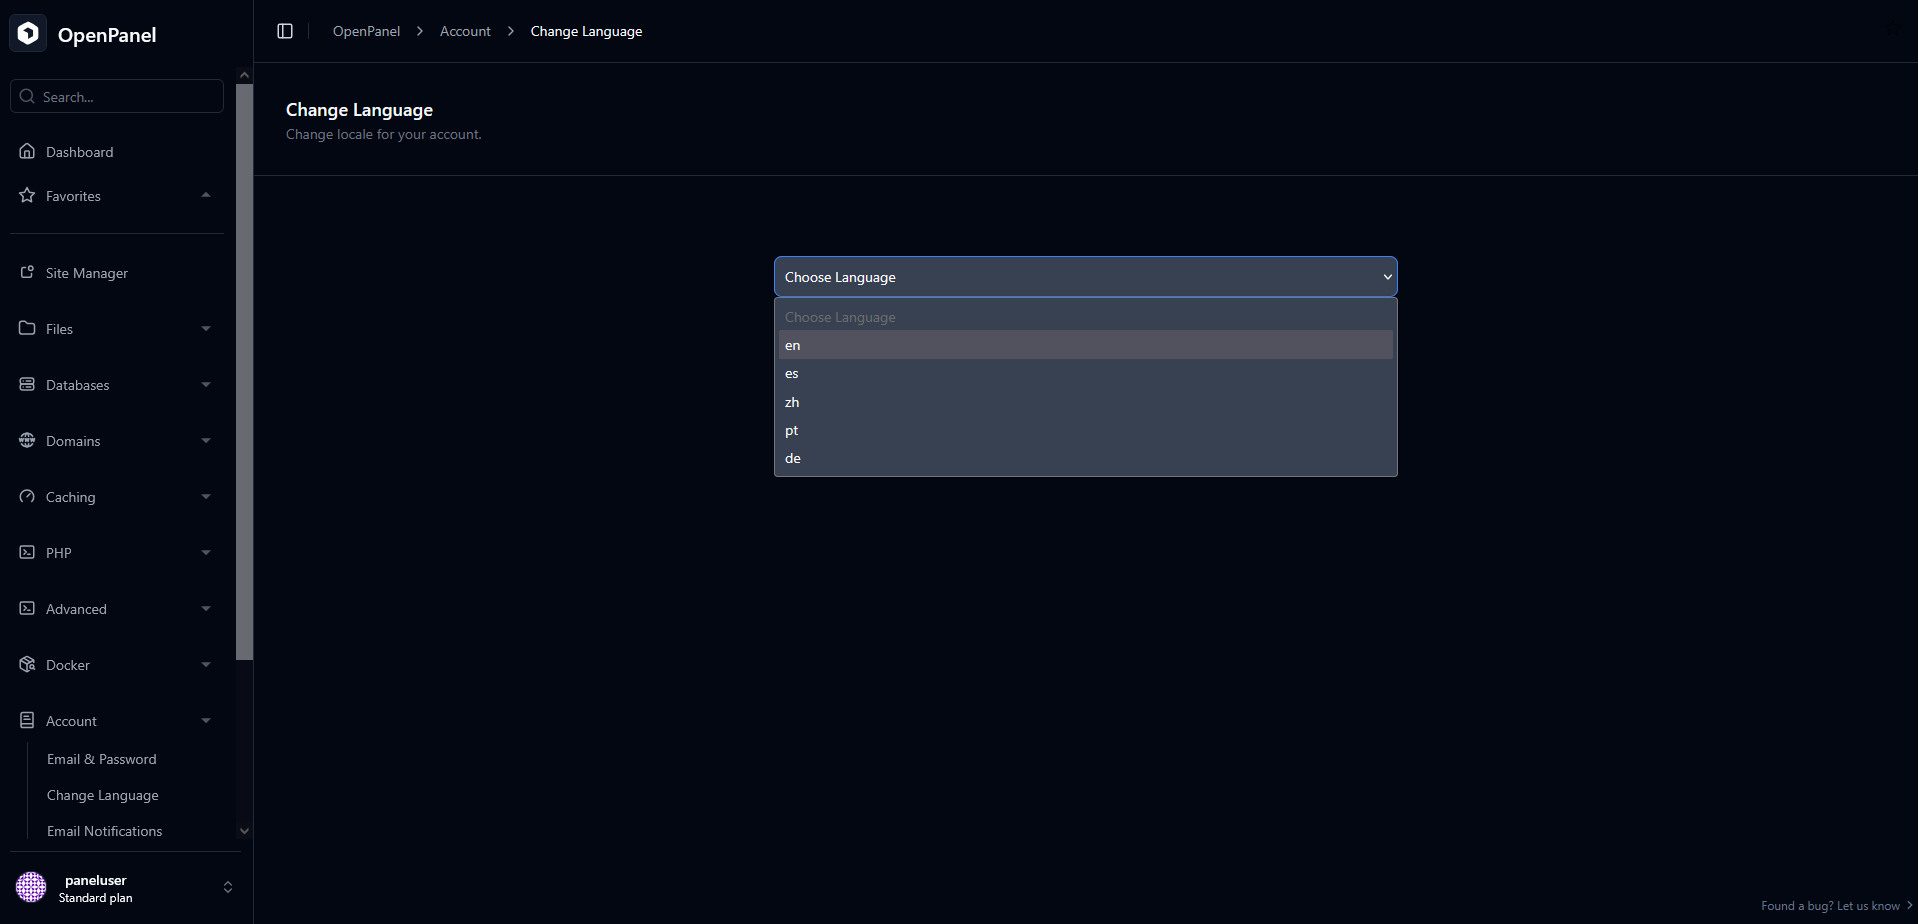 OpenPanel
Search...
Dashboard
Favorites
Site Manager
Files
Databases
Domains
Caching
PHP
Advanced
Docker
Account
Email & Password
Change Language
Email Notifications
paneluser
Standard plan
OpenPanel > Account > Change Language
Change Language
Change locale for your account.
Choose Language
Choose Language
en
es
zh
pt
de
Found a bug? Let us know